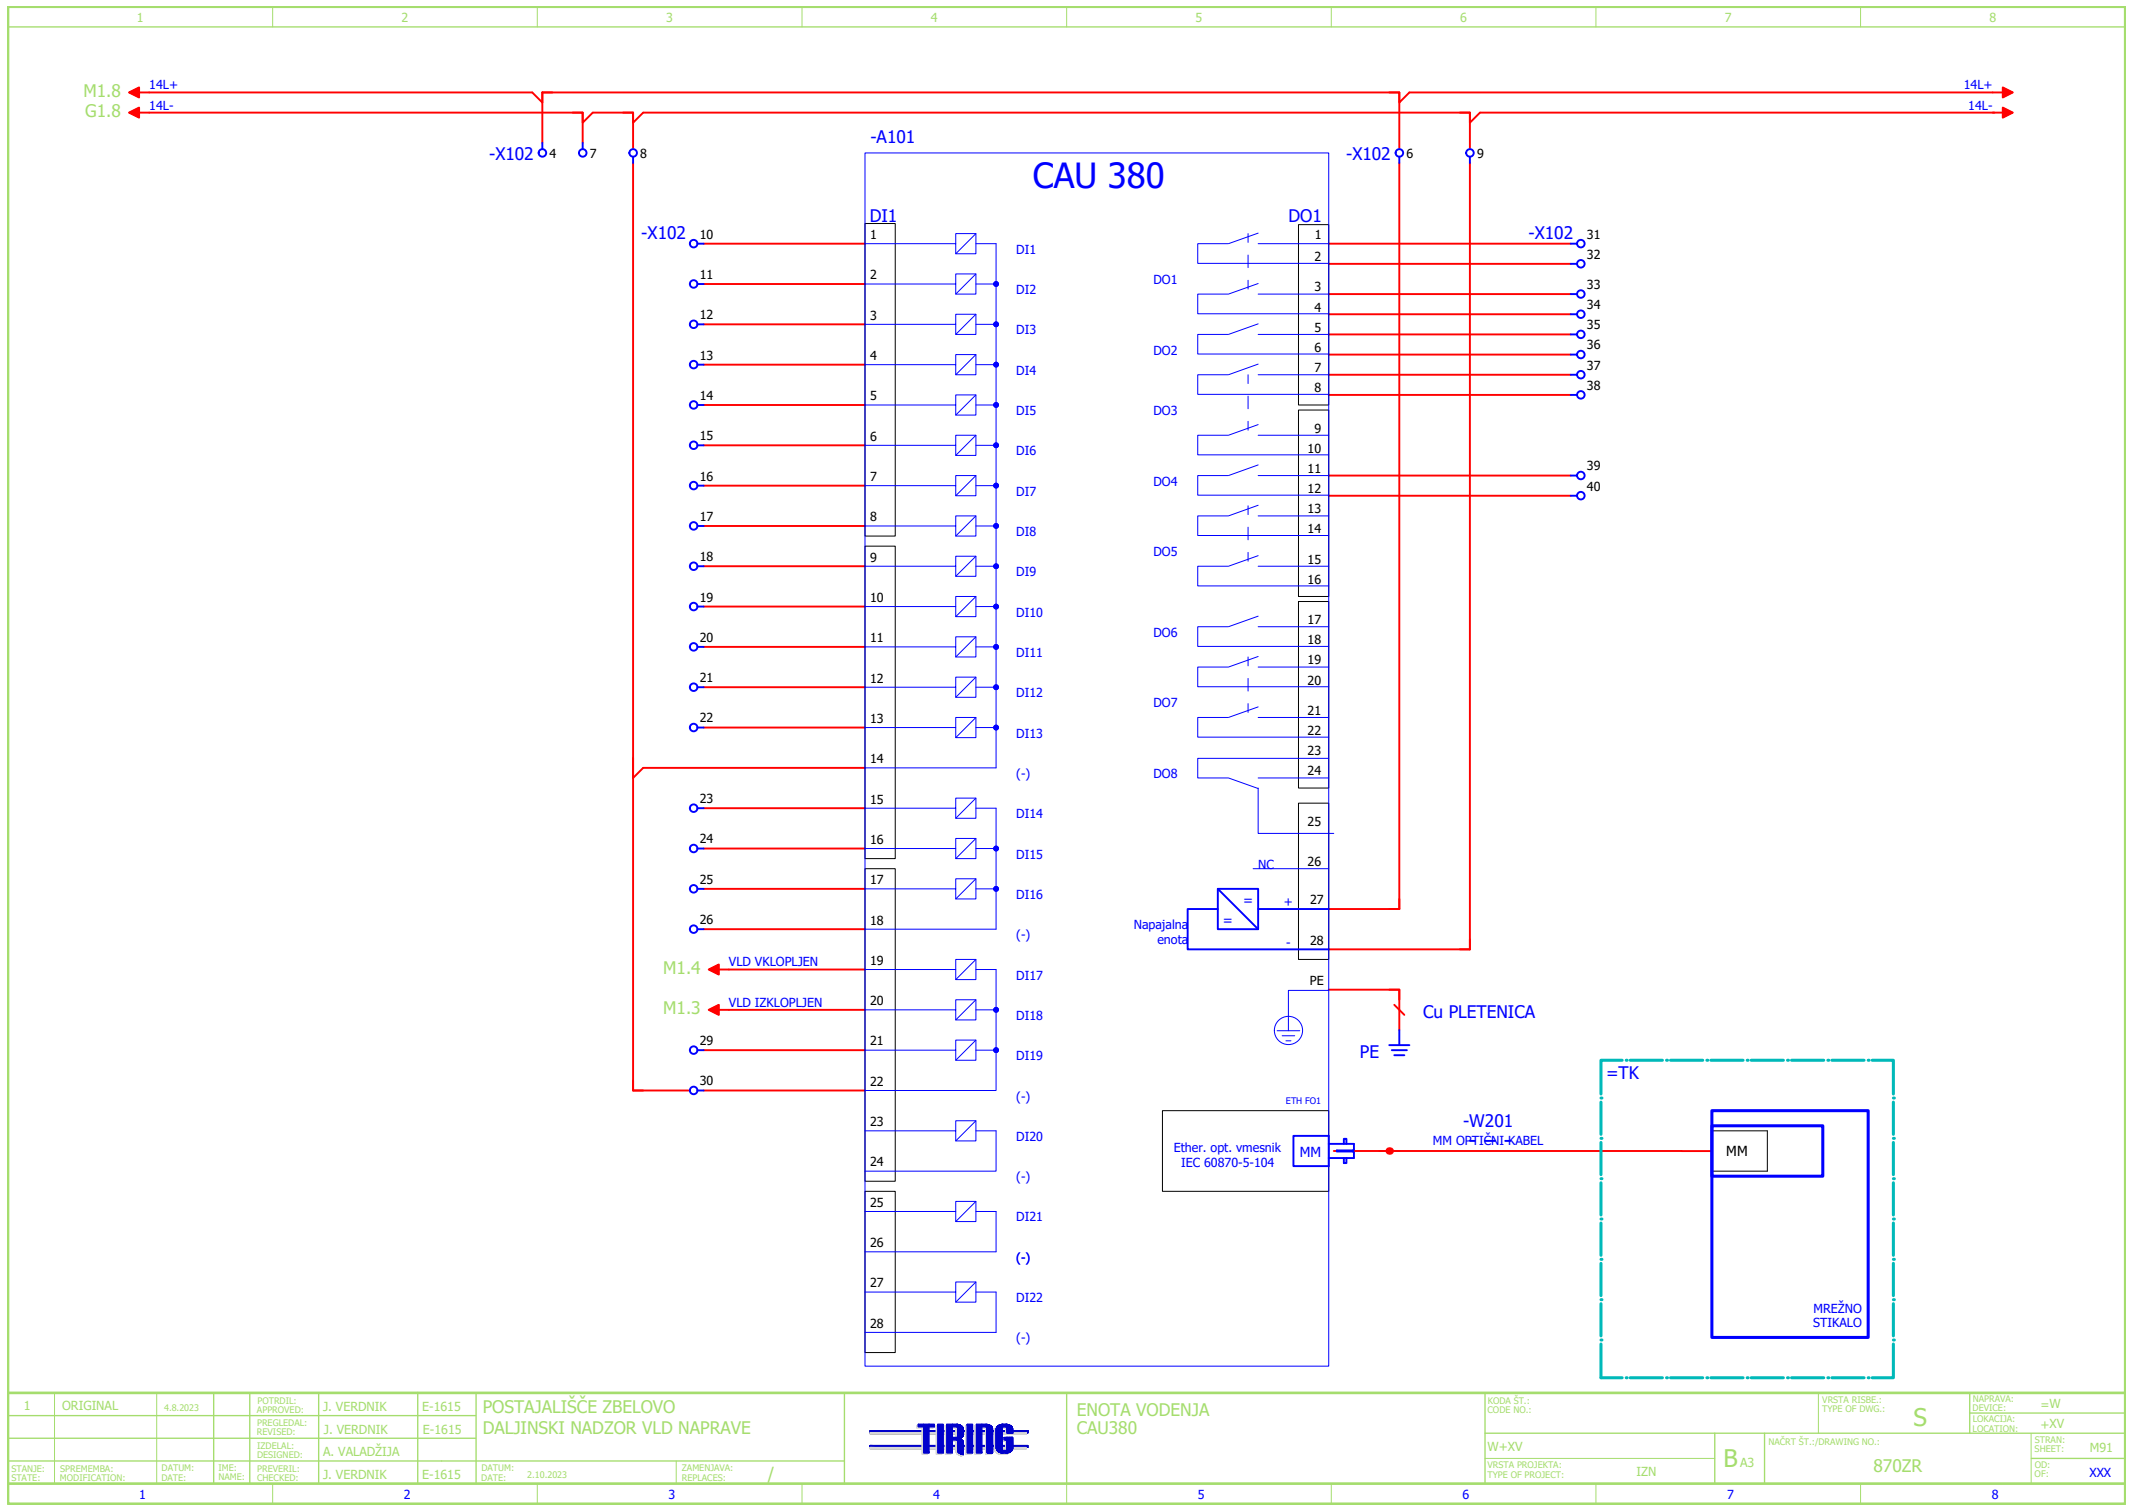 1 2 3 4 5 6 7 8
M1.8 14L+ 14L+
G1.8 14L- 14L-
-A101
-X102 4 7 8 -X102 6 9
CAU 380
DI1 DO1
-X102 10 1 DI1
11 2 DI2
12 3 DI3
13 4 DI4
14 5 DI5
15 6 DI6
16 7 DI7
17 8 DI8
18 9 DI9
19 10 DI10
20 11 DI11
21 12 DI12
22 13 DI13
14 (-)
23 15 DI14
24 16 DI15
25 17 DI16
26 18 (-)
M1.4 VLD VKLOPLJEN 19 DI17
M1.3 VLD IZKLOPLJEN 20 DI18
29 21 DI19
30 22 (-)
23 DI20
24 (-)
25 DI21
26 (-)
27 DI22
28 (-)
1 -X102 31
2 32
DO1
3 33
4 34
5 35
DO2 6 36
7 37
8 38
DO3
9
10
11 39
DO4 12 40
13
14
DO5
15
16
17
DO6 18
19
20
DO7
21
22
23
DO8 24
25
NC 26
+ 27
= =
Napajalna
enota
- 28
PE
Cu PLETENICA
PE
ETH FO1
Ether. opt. vmesnik
IEC 60870-5-104
MM
-W201
MM OPTIČNI KABEL
=TK
MM
MREŽNO
STIKALO
1 ORIGINAL 4.8.2023
STANJE: STATE:
SPREMEMBA: MODIFICATION:
DATUM: DATE:
IME: NAME:
POTRDIL: APPROVED: J. VERDNIK E-1615
PREGLEDAL: REVISED: J. VERDNIK E-1615
IZDELAL: DESIGNED: A. VALADŽIJA
PREVERIL: CHECKED: J. VERDNIK E-1615
POSTAJALIŠČE ZBELOVO
DALJINSKI NADZOR VLD NAPRAVE
DATUM: DATE: 2.10.2023
ZAMENJAVA: REPLACES: /
TIRING
ENOTA VODENJA
CAU380
KODA ŠT.:
CODE NO.:
W+XV
VRSTA PROJEKTA:
TYPE OF PROJECT: IZN
VRSTA RISBE.:
TYPE OF DWG.: S
B A3
NAČRT ŠT.:/DRAWING NO.:
870ZR
NAPRAVA: DEVICE: =W
LOKACIJA: LOCATION: +XV
STRAN: SHEET: M91
OD: OF: XXX
1 2 3 4 5 6 7 8